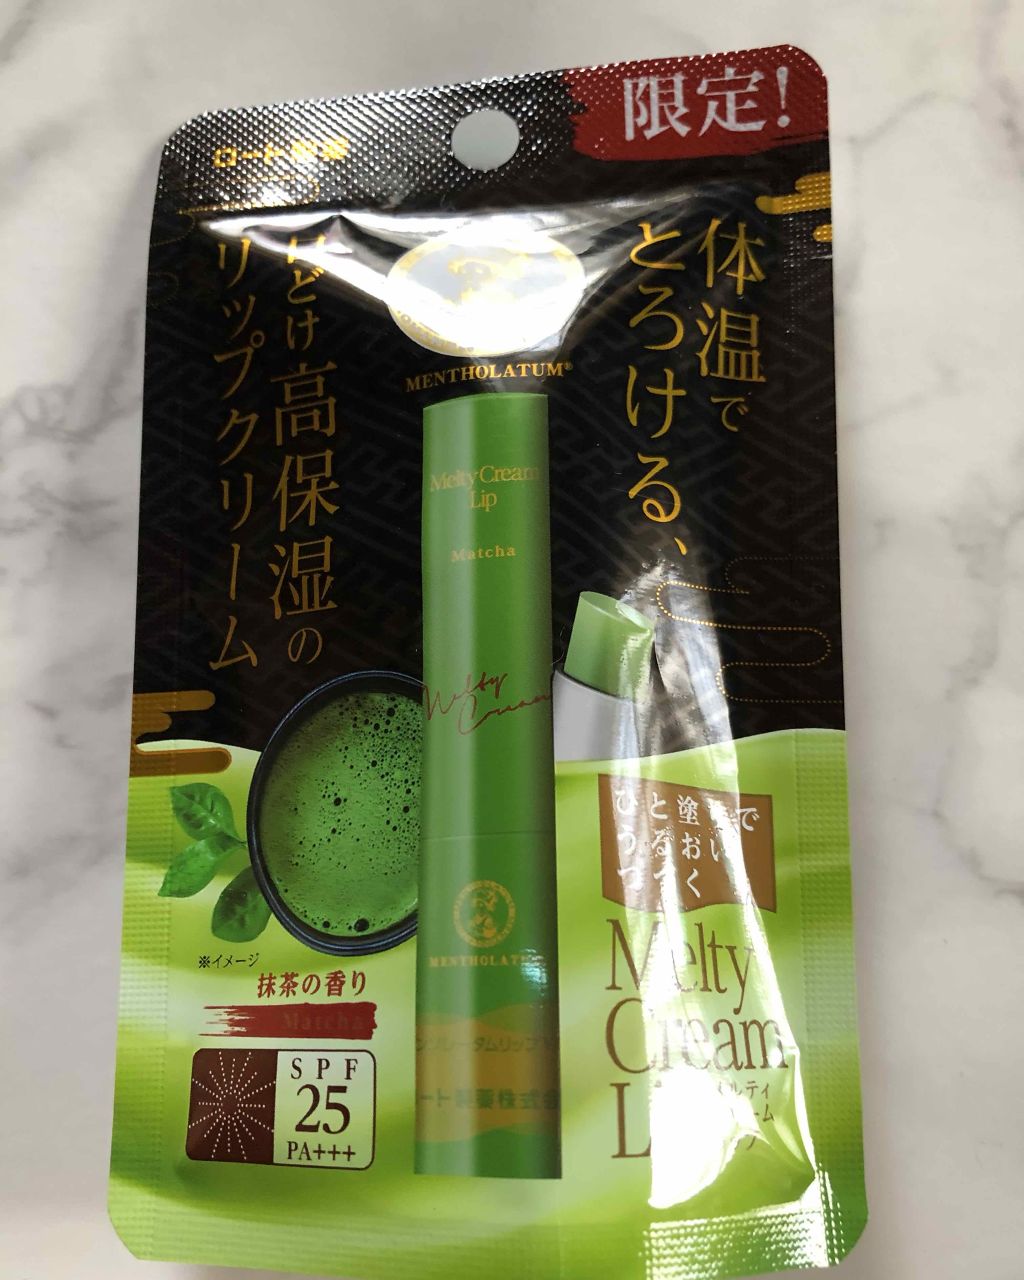 限定!
ロート製薬
体温で
とろける、
ほどけ高保湿の
リップクリーム
MENTHOLATUM®
Melty Cream
Lip
Matcha
Melty
Cream
MENTHOLATUM
ひと塗りで
うるおい
つづく
Melty
Cream
※イメージ
抹茶の香り
Matcha
SPF
25
PA+++